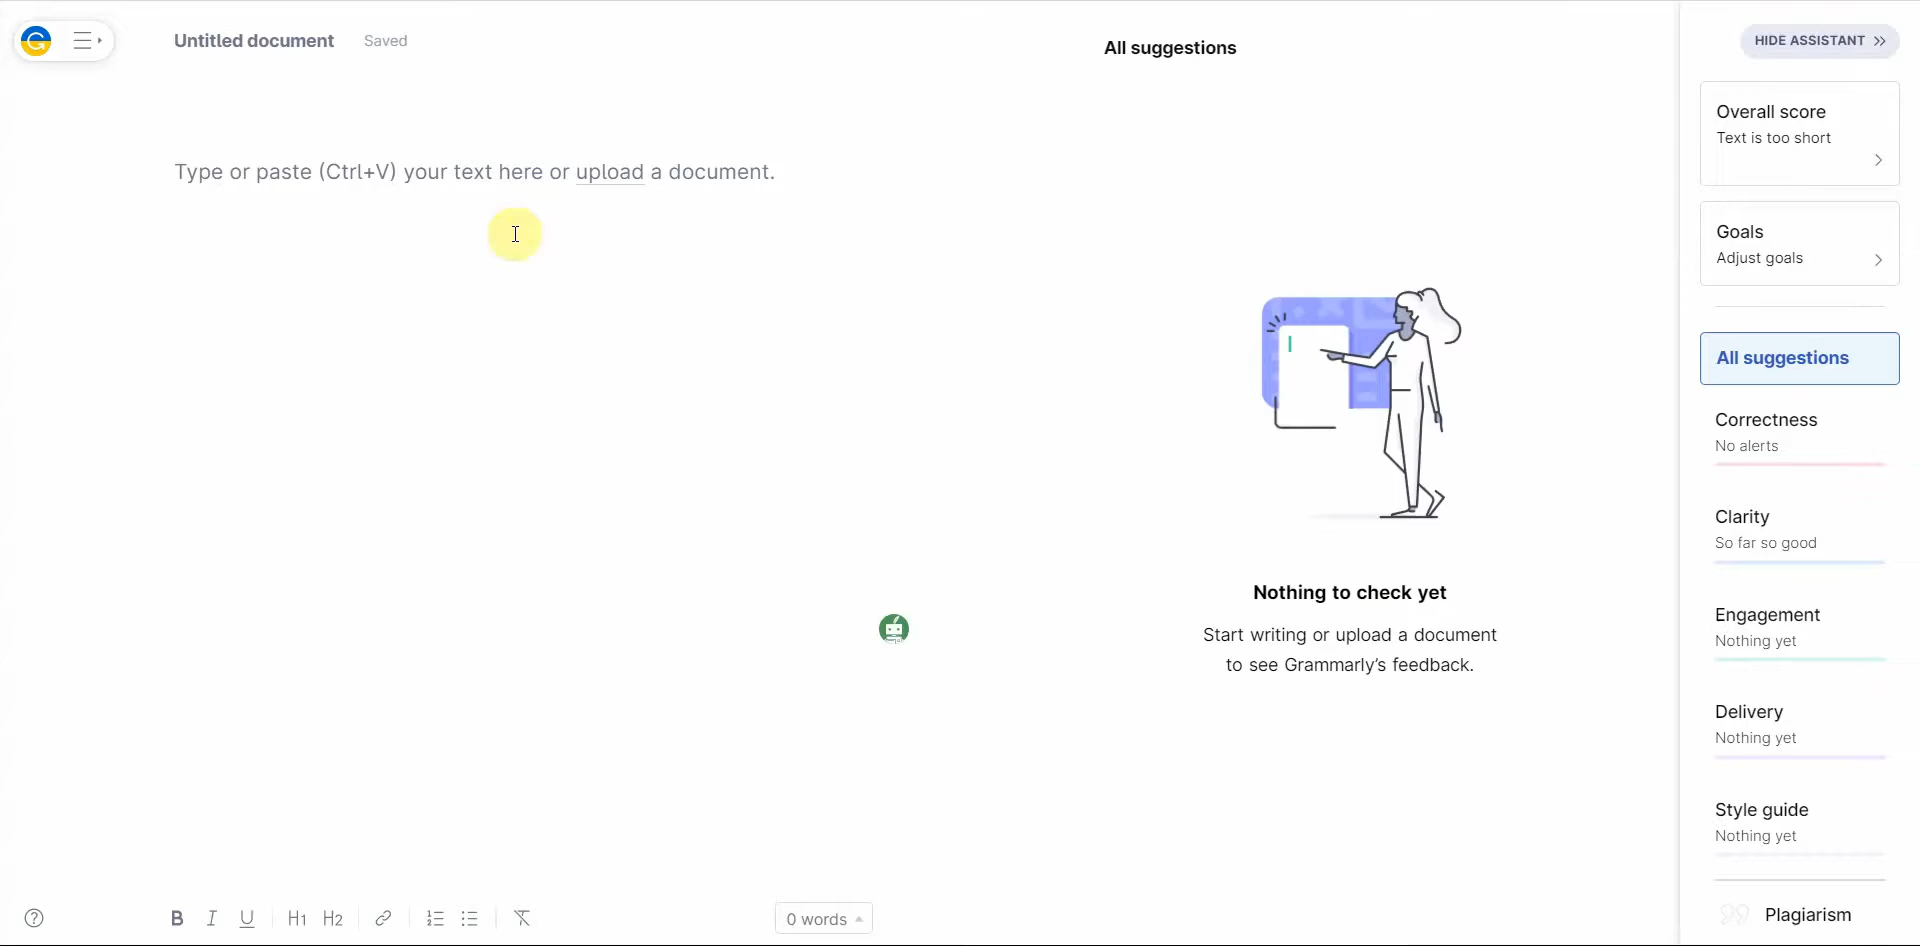 Untitled document Saved
All suggestions
HIDE ASSISTANT
Type or paste (Ctrl+V) your text here or upload a document.
Overall score
Text is too short
Goals
Adjust goals
All suggestions
Correctness
No alerts
Clarity
So far so good
Engagement
Nothing yet
Delivery
Nothing yet
Style guide
Nothing yet
Plagiarism
Nothing to check yet
Start writing or upload a document
to see Grammarly’s feedback.
B I U H1 H2
0 words